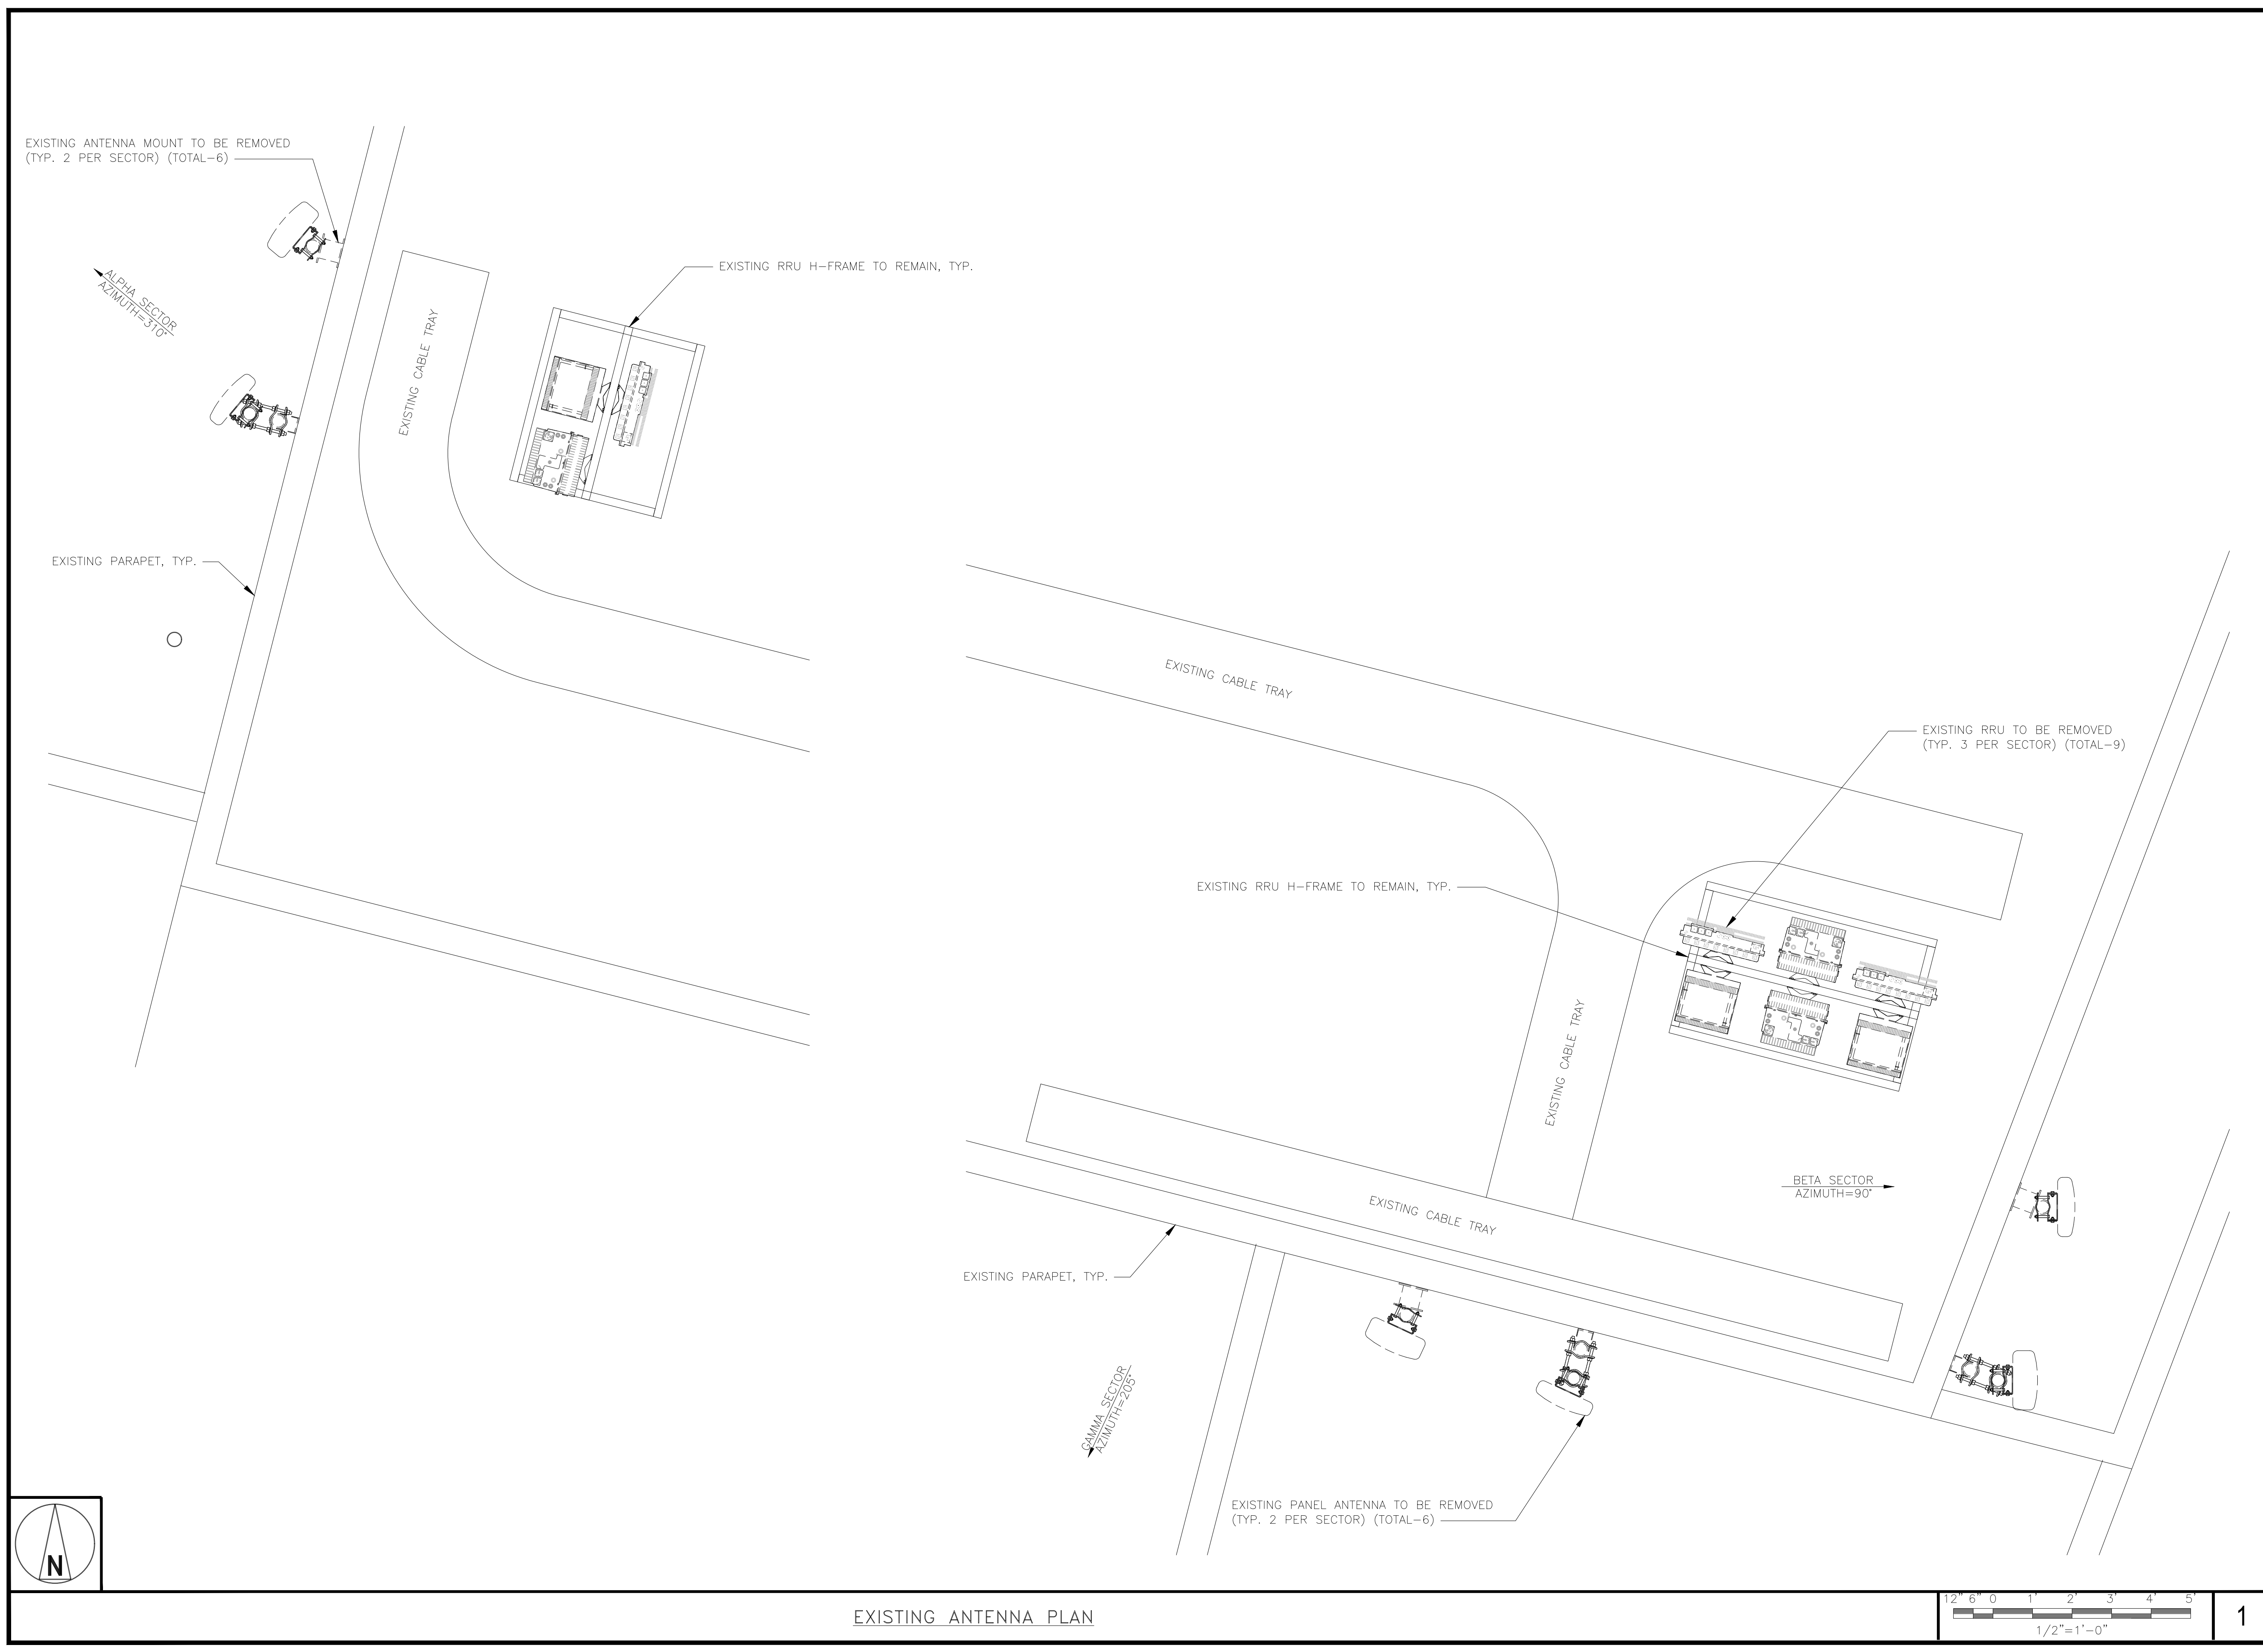 EXISTING ANTENNA MOUNT TO BE REMOVED
(TYP. 2 PER SECTOR) (TOTAL-6)
ALPHA SECTOR
AZIMUTH=310°
EXISTING CABLE TRAY
EXISTING RRU H-FRAME TO REMAIN, TYP.
EXISTING PARAPET, TYP.
EXISTING CABLE TRAY
EXISTING RRU TO BE REMOVED
(TYP. 3 PER SECTOR) (TOTAL-9)
EXISTING RRU H-FRAME TO REMAIN, TYP.
EXISTING CABLE TRAY
BETA SECTOR
AZIMUTH=90°
EXISTING CABLE TRAY
EXISTING PARAPET, TYP.
GAMMA SECTOR
AZIMUTH=205°
EXISTING PANEL ANTENNA TO BE REMOVED
(TYP. 2 PER SECTOR) (TOTAL-6)
N
EXISTING ANTENNA PLAN
12" 6" 0 1' 2' 3' 4' 5'
1/2"=1'-0"
1